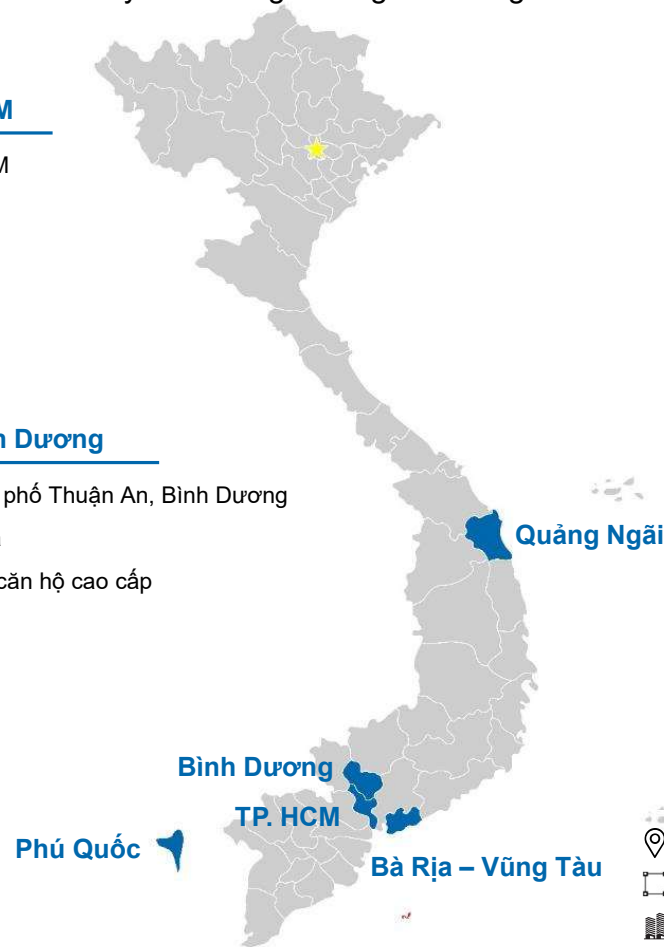 M
M
n Dương
phố Thuận An, Bình Dương
căn hộ cao cấp
Quảng Ngãi
Bình Dương
TP. HCM
Phú Quốc
Bà Rịa – Vũng Tàu